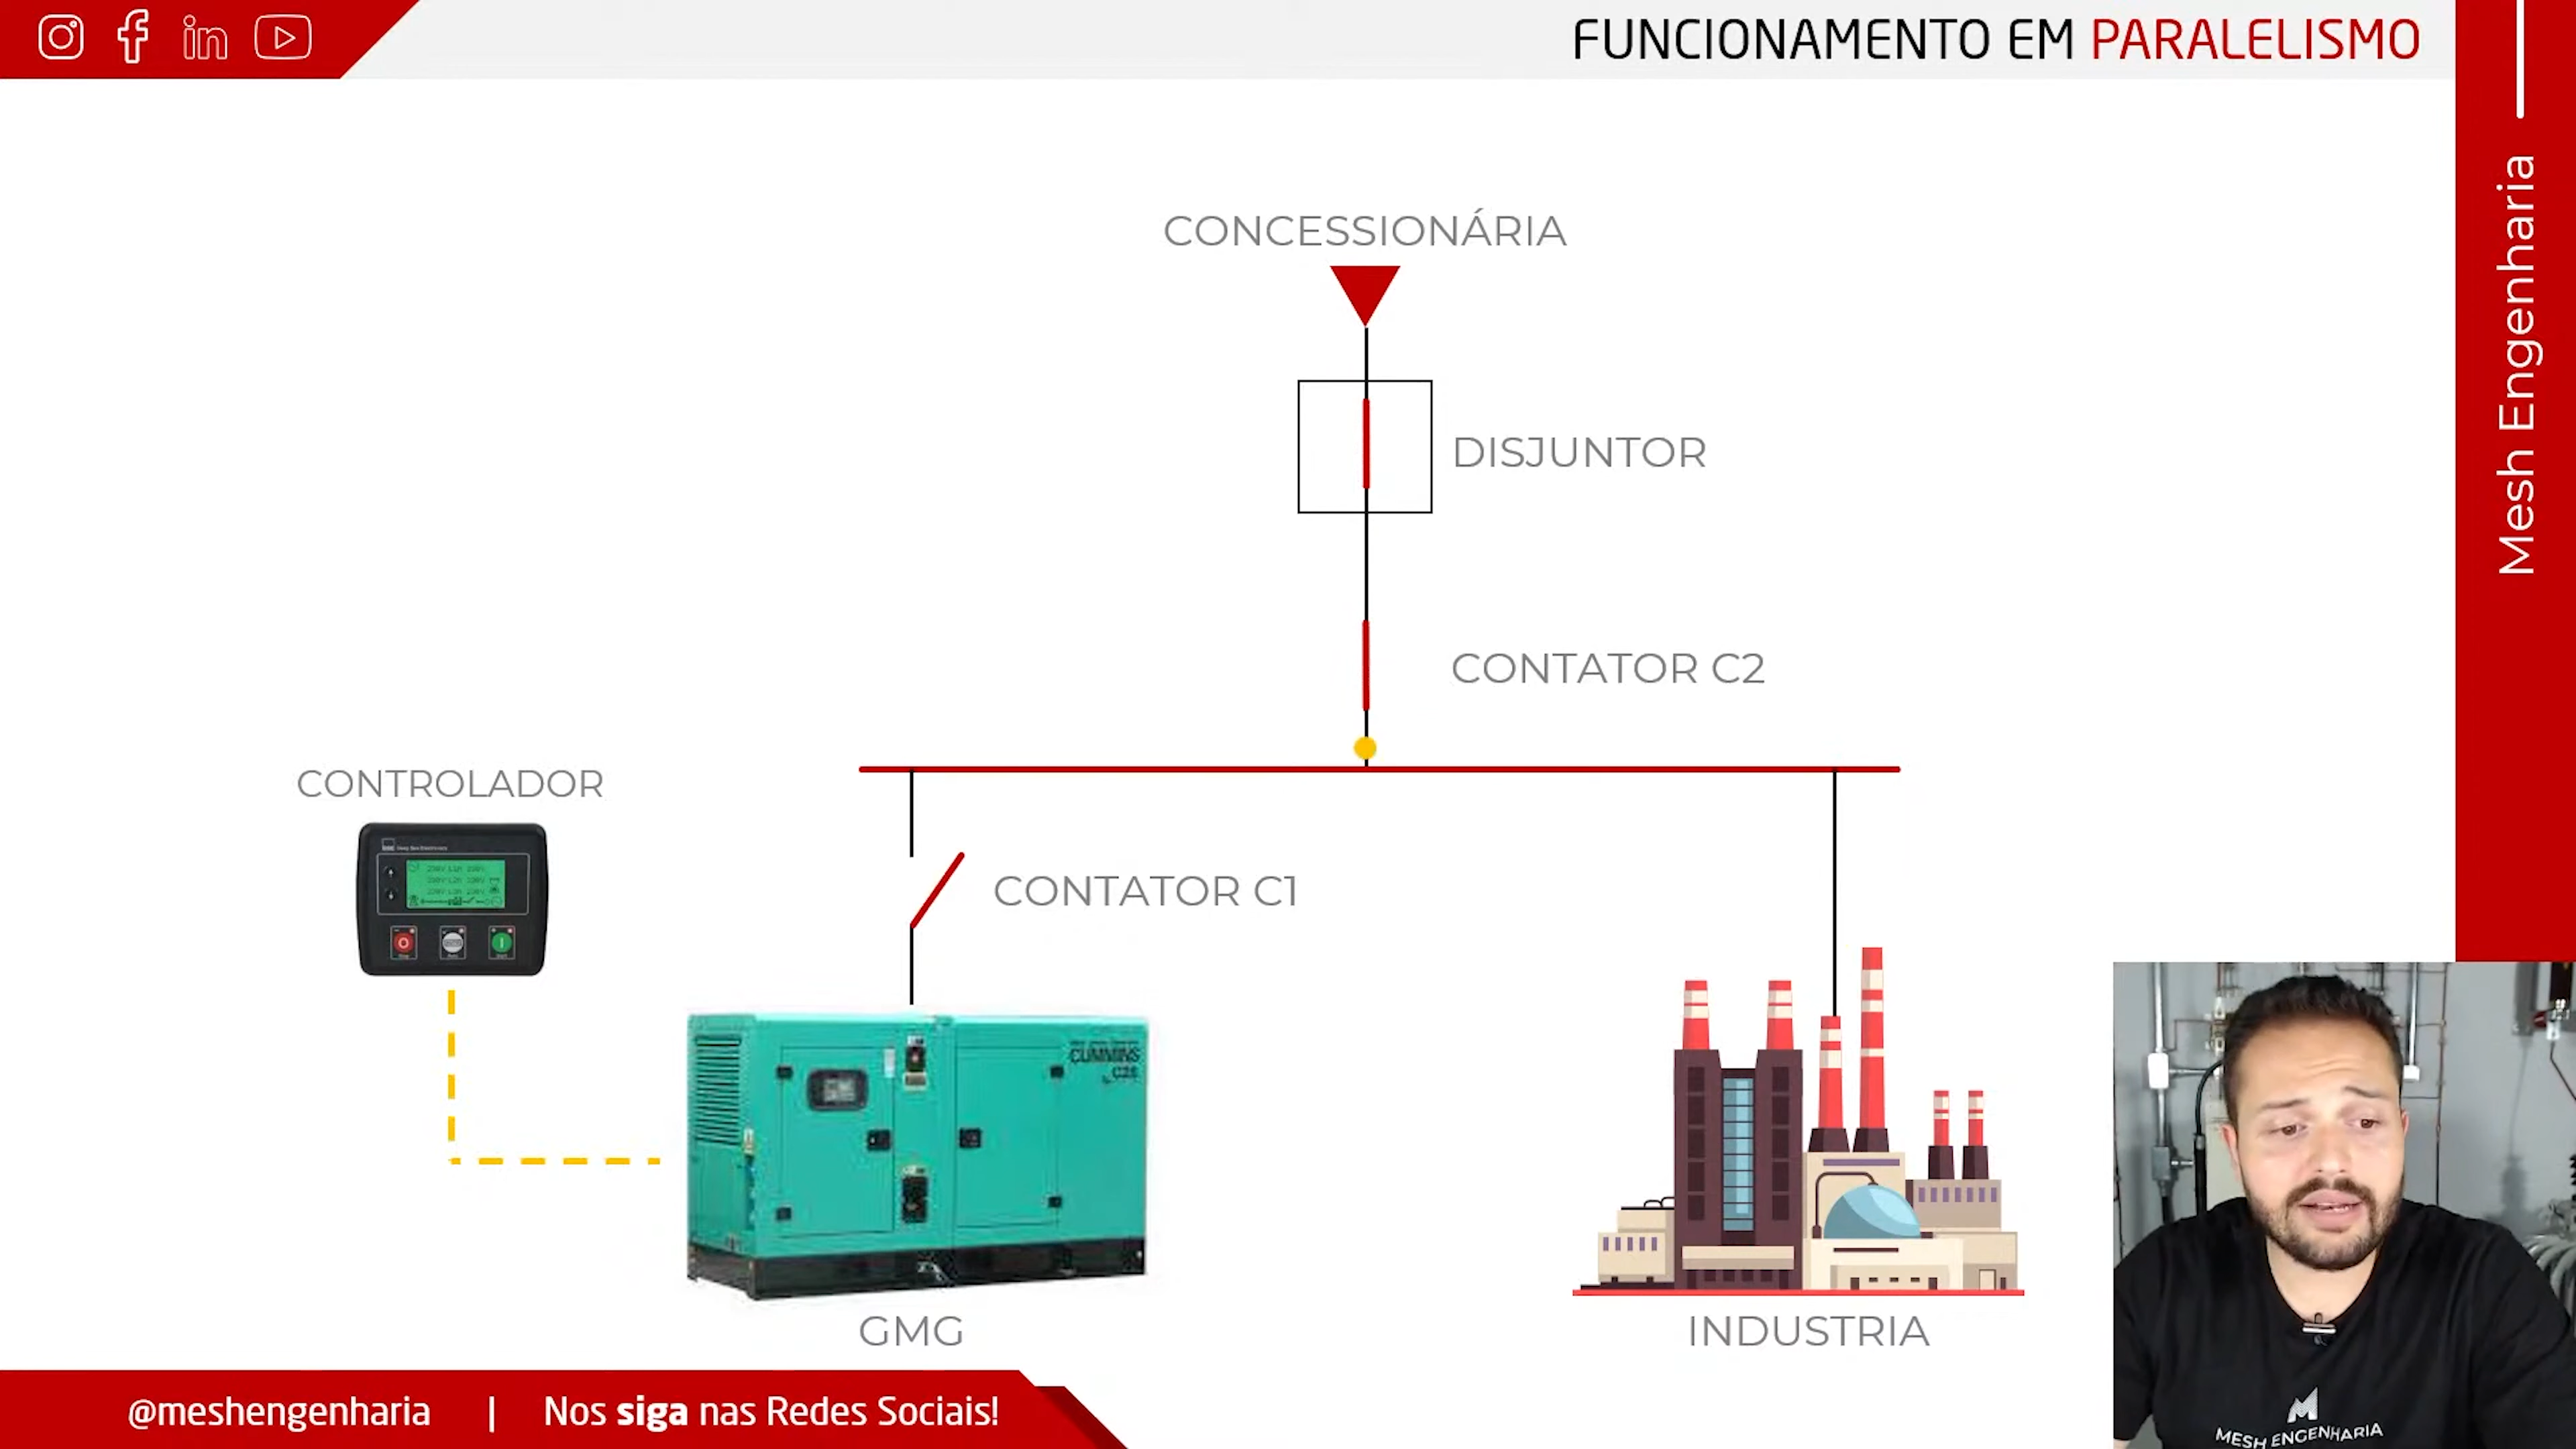 FUNCIONAMENTO EM PARALELISMO
Mesh Engenharia
CONCESSIONÁRIA
DISJUNTOR
CONTATOR C2
CONTROLADOR
CONTATOR C1
CUMMINS
GMG
INDUSTRIA
M
MESH ENGENHARIA
@meshengenharia | Nos siga nas Redes Sociais!